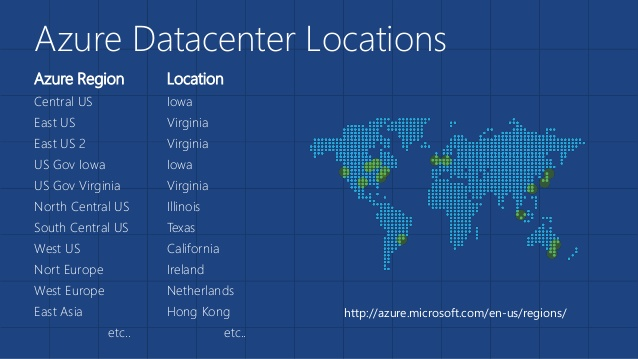 Azure Datacenter Locations
Azure Region Location
Central US Iowa
East US Virginia
East US 2 Virginia
US Gov Iowa Iowa
US Gov Virginia Virginia
North Central US Illinois
South Central US Texas
West US California
Nort Europe Ireland
West Europe Netherlands
East Asia Hong Kong
etc.. etc..
http://azure.microsoft.com/en-us/regions/